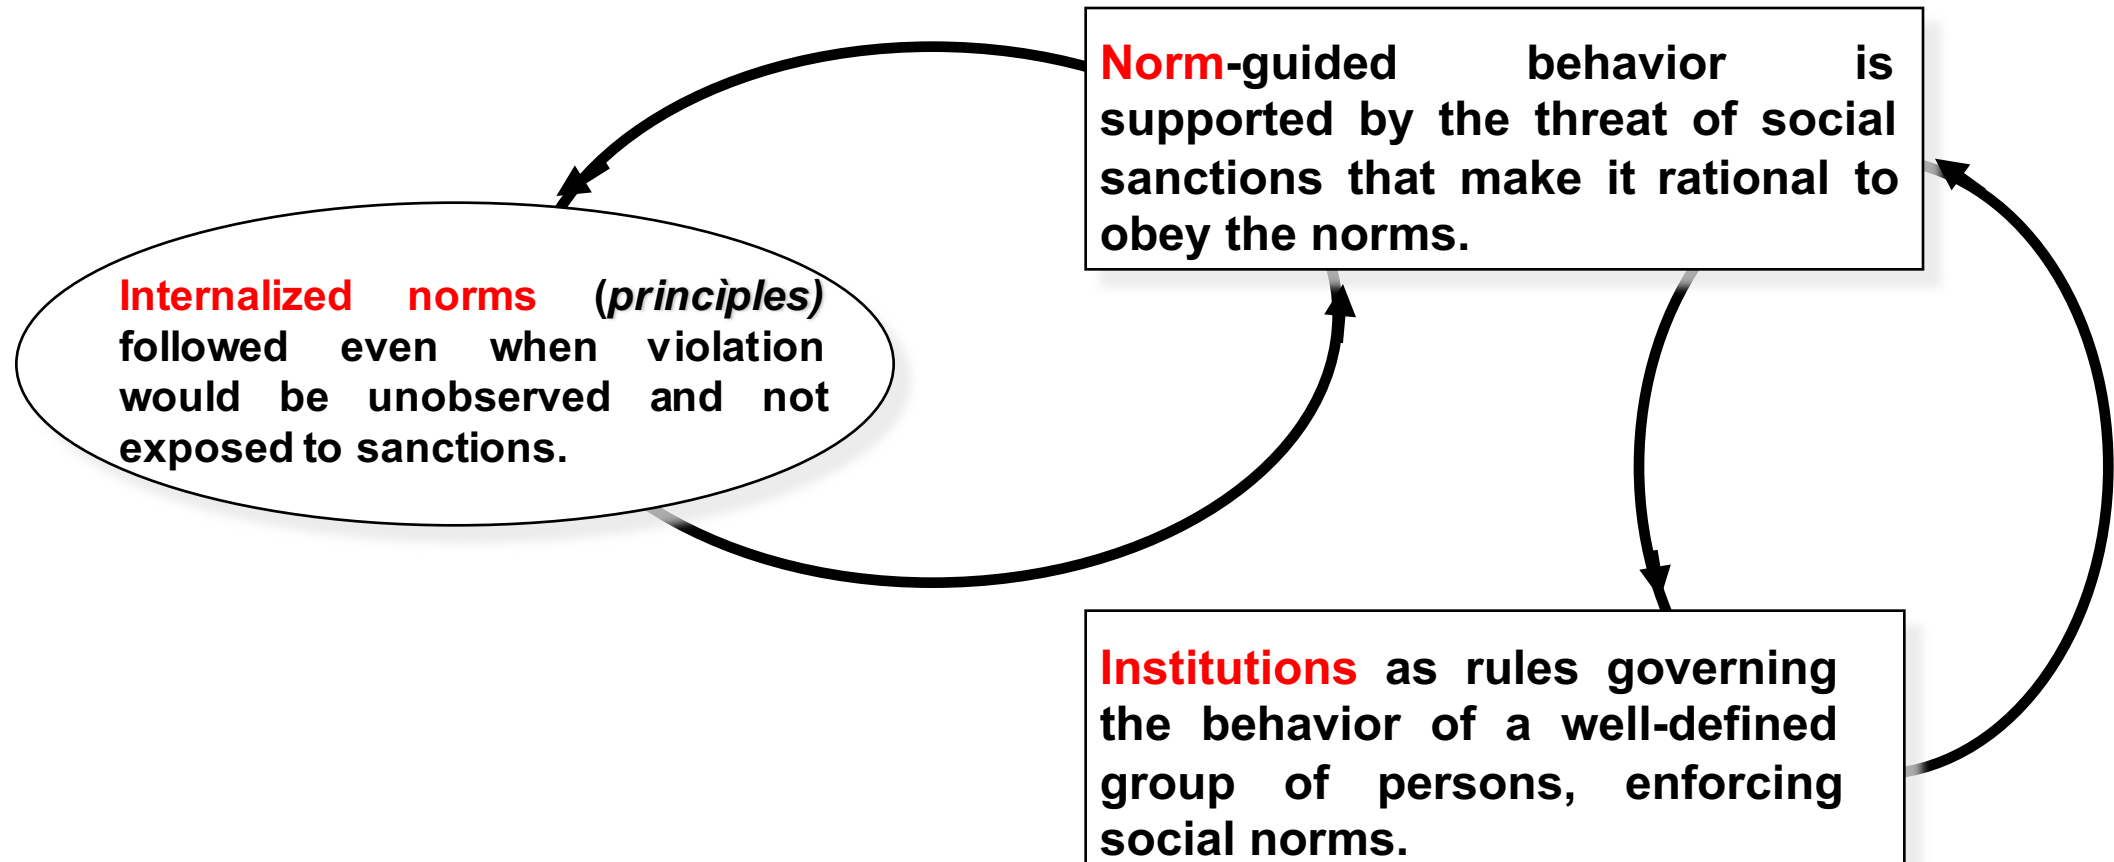 Norm-guided behavior is
supported by the threat of social
sanctions that make it rational to
obey the norms.
Internalized norms (principles)
followed even when violation
would be unobserved and not
exposed to sanctions.
Institutions as rules governing
the behavior of a well-defined
group of persons, enforcing
social norms.